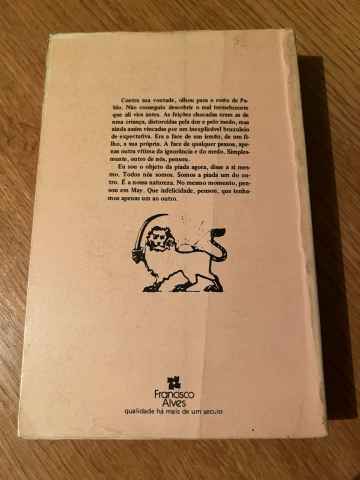 Contra sua vontade, olhou para o rosto de Pa-
blo. Não conseguiu descobrir o mal tremeluzente
que ali vira antes. As feições chocadas eram as de
uma criança, distorcidas pela dor e pelo medo, mas
ainda assim vincadas por um inexplicável bruxuleio
de expectativa. Era a face de um irmão, de um fi-
lho, a sua própria. A face de qualquer pessoa, ape-
nas outra vítima da ignorância e do medo. Simples-
mente, outro de nós, pensou.
Eu sou o objeto da piada agora, disse a si mes-
mo. Todos nós somos. Somos a piada um do ou-
tro. É a nossa natureza. No mesmo momento, pen-
sou em May. Que infelicidade, pensou, que tenha-
mos apenas um ao outro.
Francisco
Alves
qualidade há mais de um seculo